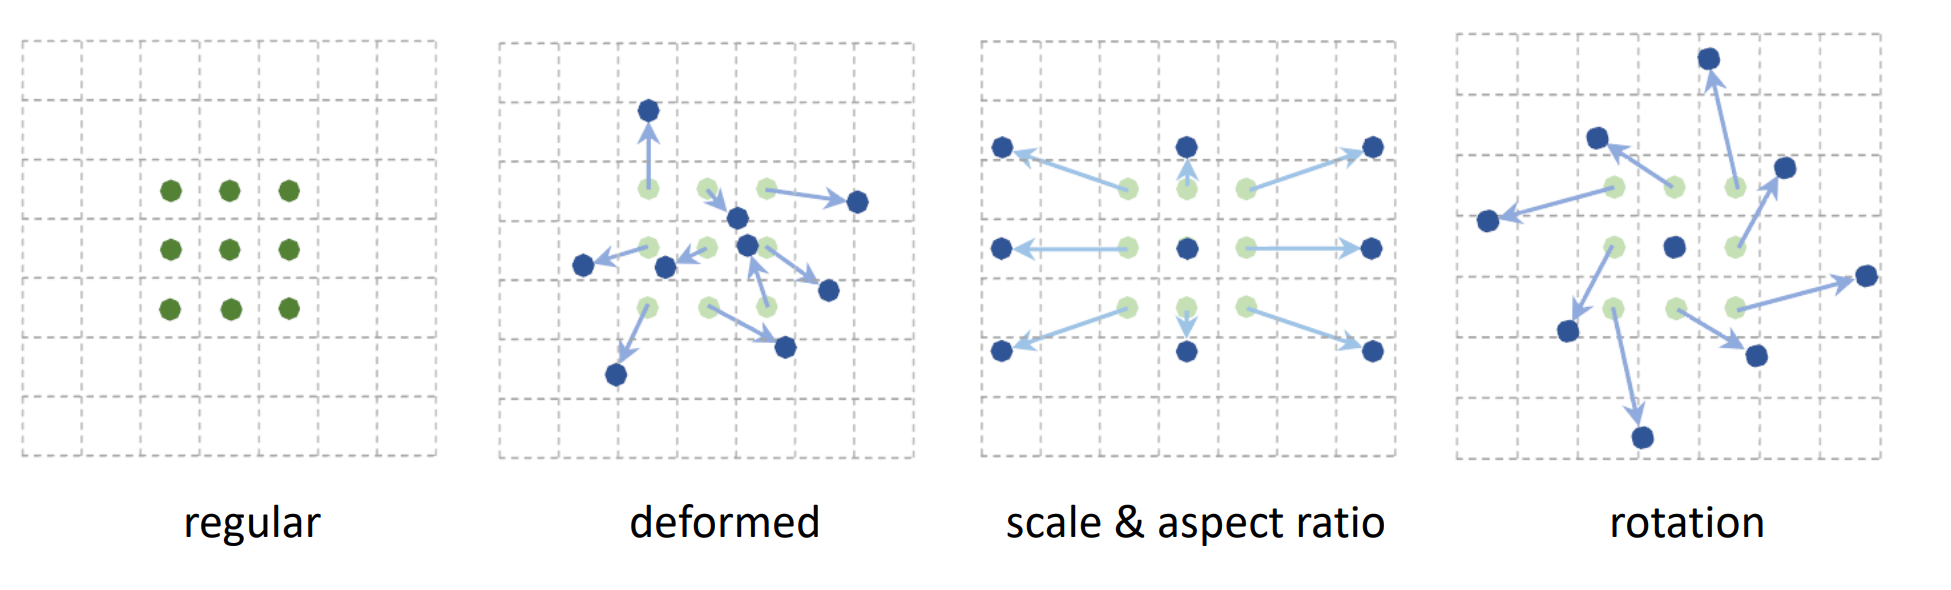 regular
deformed
scale & aspect ratio
rotation